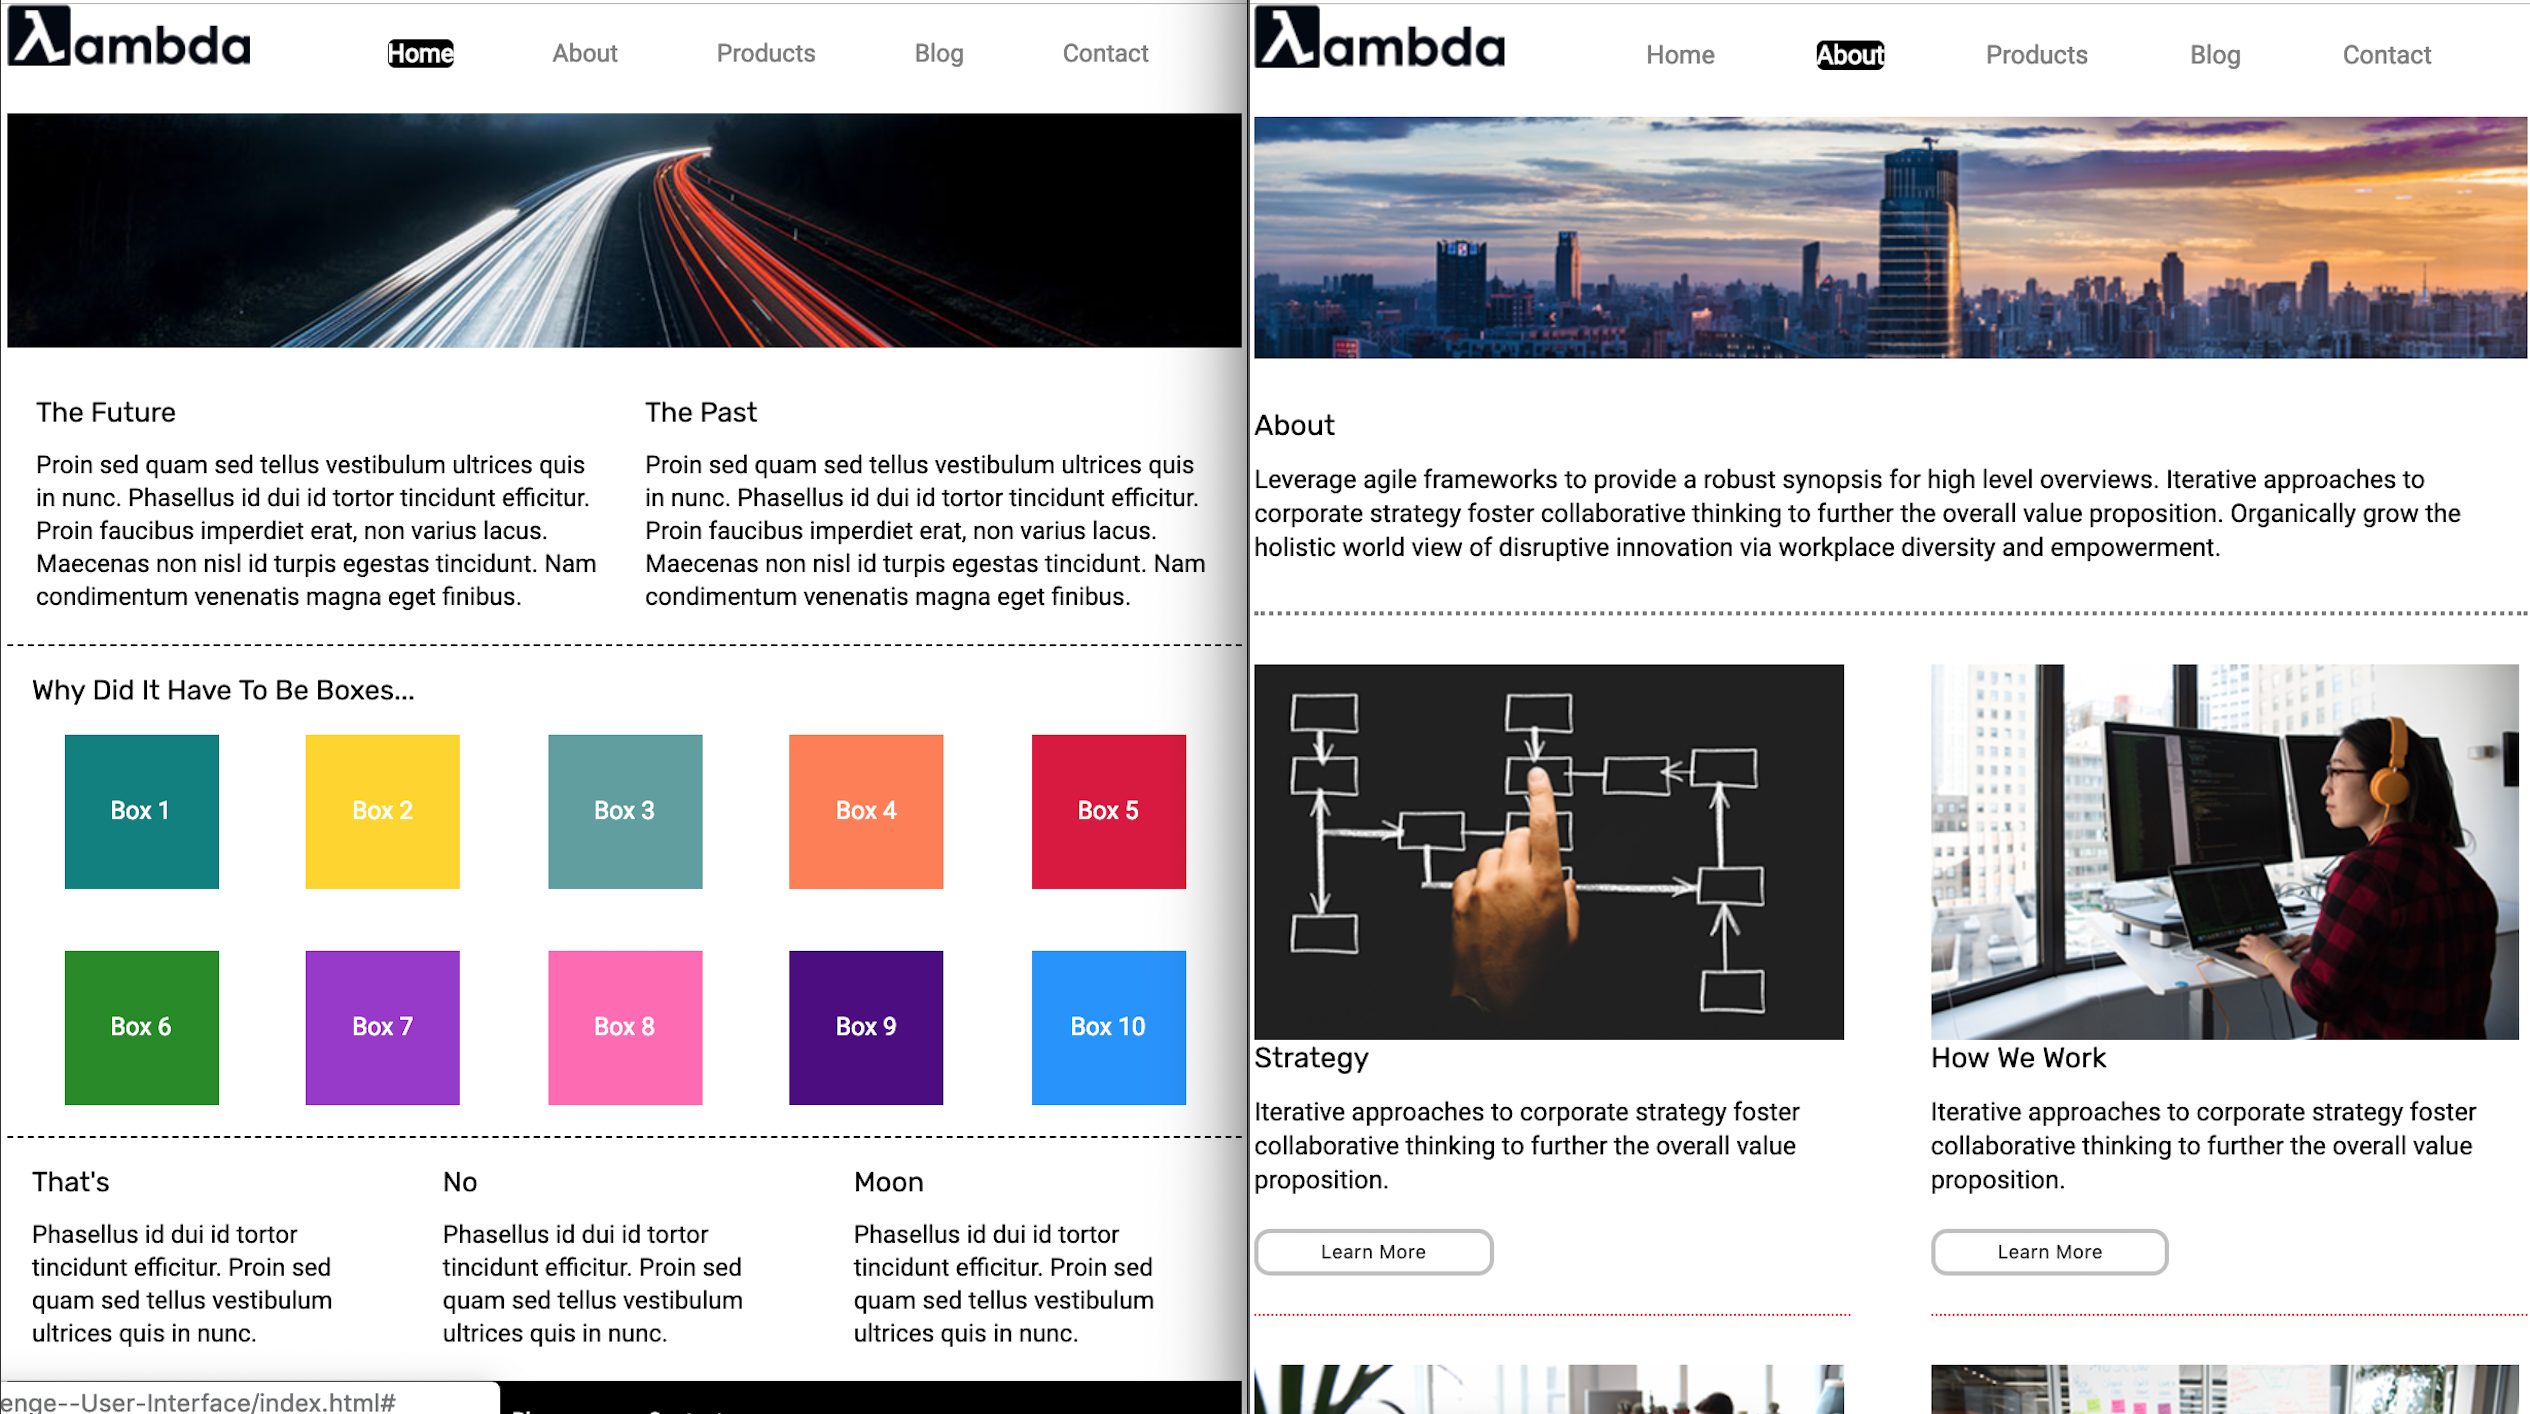 λambda
Home About Products Blog Contact
The Future
Proin sed quam sed tellus vestibulum ultrices quis
in nunc. Phasellus id dui id tortor tincidunt efficitur.
Proin faucibus imperdiet erat, non varius lacus.
Maecenas non nisl id turpis egestas tincidunt. Nam
condimentum venenatis magna eget finibus.
The Past
Proin sed quam sed tellus vestibulum ultrices quis
in nunc. Phasellus id dui id tortor tincidunt efficitur.
Proin faucibus imperdiet erat, non varius lacus.
Maecenas non nisl id turpis egestas tincidunt. Nam
condimentum venenatis magna eget finibus.
Why Did It Have To Be Boxes...
Box 1 Box 2 Box 3 Box 4 Box 5
Box 6 Box 7 Box 8 Box 9 Box 10
That's
Phasellus id dui id tortor
tincidunt efficitur. Proin sed
quam sed tellus vestibulum
ultrices quis in nunc.
No
Phasellus id dui id tortor
tincidunt efficitur. Proin sed
quam sed tellus vestibulum
ultrices quis in nunc.
Moon
Phasellus id dui id tortor
tincidunt efficitur. Proin sed
quam sed tellus vestibulum
ultrices quis in nunc.
enge--User-Interface/index.html#
λambda
Home About Products Blog Contact
About
Leverage agile frameworks to provide a robust synopsis for high level overviews. Iterative approaches to
corporate strategy foster collaborative thinking to further the overall value proposition. Organically grow the
holistic world view of disruptive innovation via workplace diversity and empowerment.
Strategy
Iterative approaches to corporate strategy foster
collaborative thinking to further the overall value
proposition.
Learn More
How We Work
Iterative approaches to corporate strategy foster
collaborative thinking to further the overall value
proposition.
Learn More